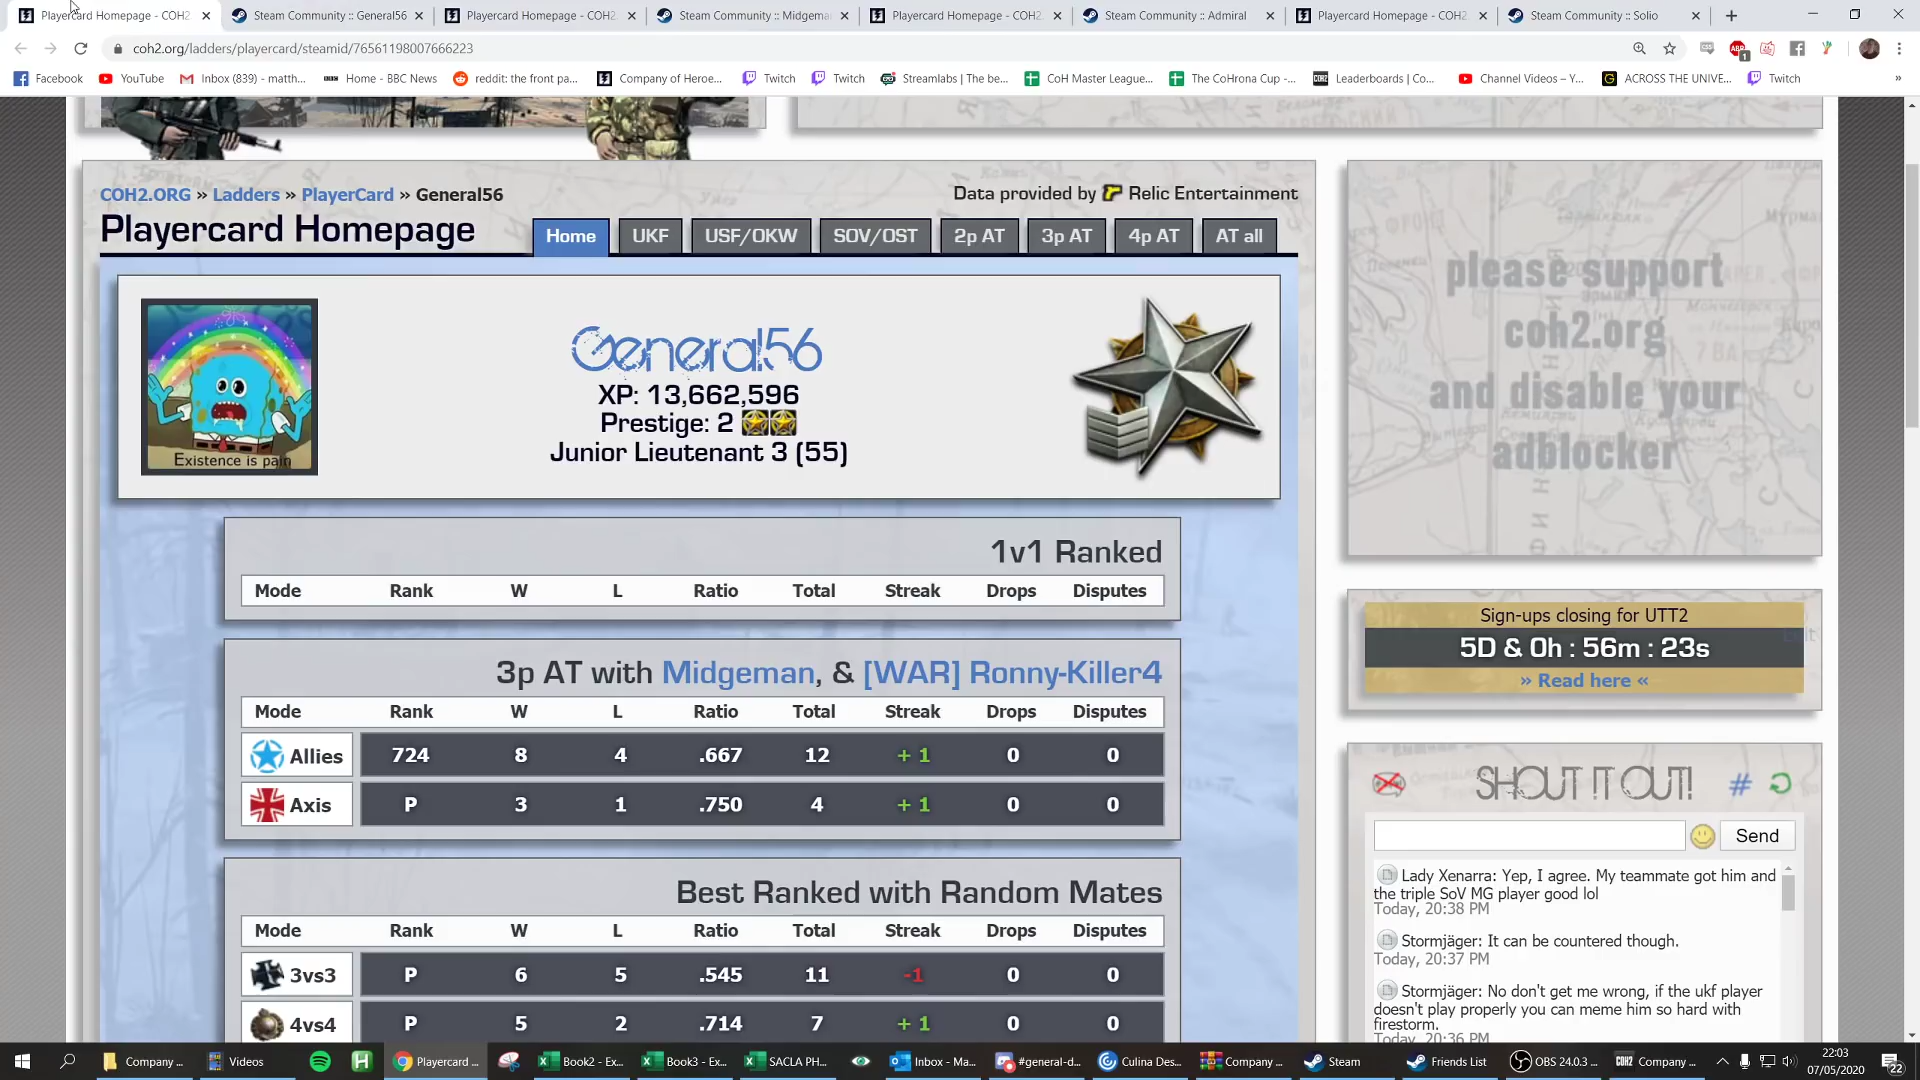 Playercard Homepage - COH2
Steam Community :: General56
Playercard Homepage - COH2
Steam Community :: Midgema
Playercard Homepage - COH2
Steam Community :: Admiral
Playercard Homepage - COH2
Steam Community :: Solio
coh2.org/ladders/playercard/steamid/76561198007666223
Facebook
YouTube
Inbox (839) - matth...
Home - BBC News
reddit: the front pa...
Company of Heroe...
Twitch
Twitch
Streamlabs | The be...
CoH Master League...
The CoHrona Cup -...
Leaderboards | Co...
Channel Videos – Y...
ACROSS THE UNIVE...
Twitch
»
COH2.ORG » Ladders » PlayerCard » General56
Data provided by Relic Entertainment
Playercard Homepage
Home UKF USF/OKW SOV/OST 2p AT 3p AT 4p AT AT all
Existence is pain
General56
XP: 13,662,596
Prestige: 2
Junior Lieutenant 3 (55)
1v1 Ranked
Mode Rank W L Ratio Total Streak Drops Disputes
3p AT with Midgeman, & [WAR] Ronny-Killer4
Mode Rank W L Ratio Total Streak Drops Disputes
Allies 724 8 4 .667 12 + 1 0 0
Axis P 3 1 .750 4 + 1 0 0
Best Ranked with Random Mates
Mode Rank W L Ratio Total Streak Drops Disputes
3vs3 P 6 5 .545 11 -1 0 0
4vs4 P 5 2 .714 7 + 1 0 0
please support
coh2.org
and disable your
adblocker
Sign-ups closing for UTT2
5D & 0h : 56m : 23s
» Read here «
SHOUT IT OUT!
#
Send
Lady Xenarra: Yep, I agree. My teammate got him and
the triple SoV MG player good lol
Today, 20:38 PM
Stormjäger: It can be countered though.
Today, 20:37 PM
Stormjäger: No don't get me wrong, if the ukf player
doesn't play properly you can meme him so hard with
firestorm.
Today, 20:36 PM
Company ...
Videos
Playercard ...
Book2 - Ex...
Book3 - Ex...
SACLA PH...
Inbox - Ma...
#general-d...
Culina Des...
Company ...
Steam
Friends List
OBS 24.0.3 ...
Company ...
22:03
07/05/2020
22